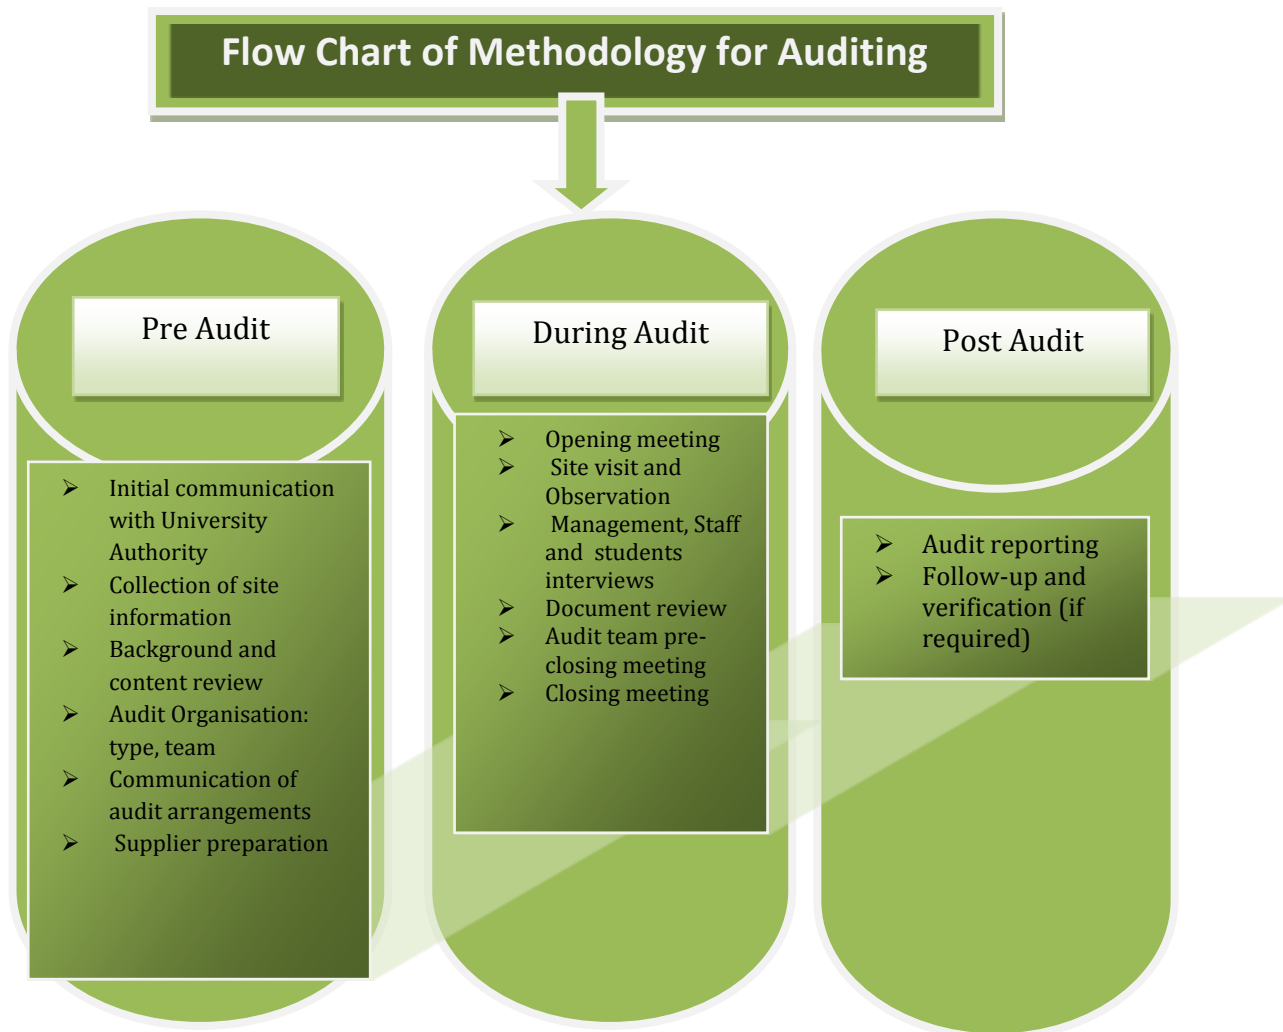 Flow Chart of Methodology for Auditing
Pre Audit
➢ Initial communication
with University
Authority
➢ Collection of site
information
➢ Background and
content review
➢ Audit Organisation:
type, team
➢ Communication of
audit arrangements
➢ Supplier preparation
During Audit
➢ Opening meeting
➢ Site visit and
Observation
➢ Management, Staff
and students
interviews
➢ Document review
➢ Audit team pre-
closing meeting
➢ Closing meeting
Post Audit
➢ Audit reporting
➢ Follow-up and
verification (if
required)